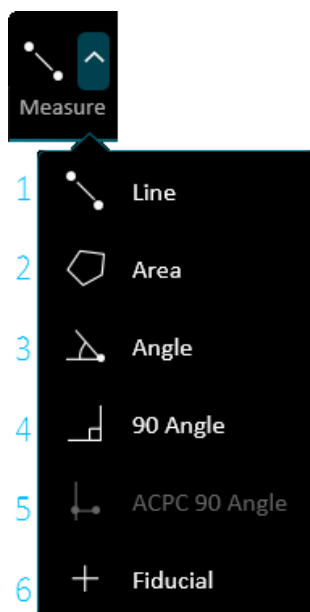 Measure
1 Line
2 Area
3 Angle
4 90 Angle
5 ACPC 90 Angle
6 Fiducial